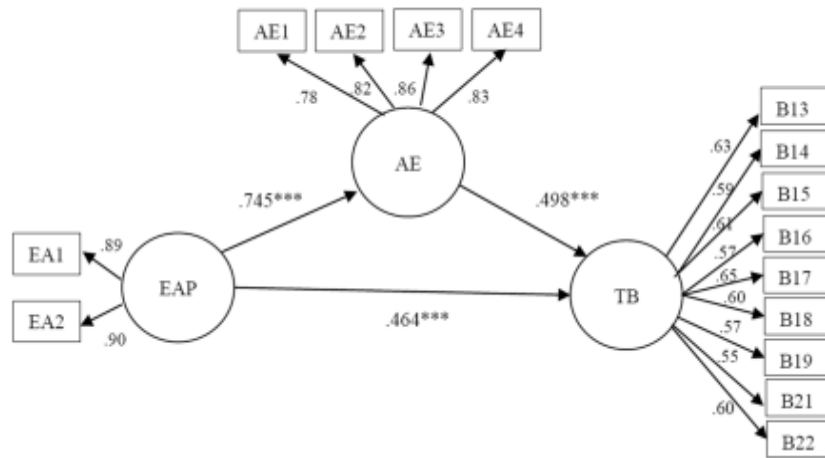 AE1 AE2 AE3 AE4
.78 .82 .86 .83
AE
.745***
.498***
EA1
.89
EA2
.90
EAP
.464***
TB
.63
.59
.61
.57
.65
.60
.57
.55
.60
B13
B14
B15
B16
B17
B18
B19
B21
B22